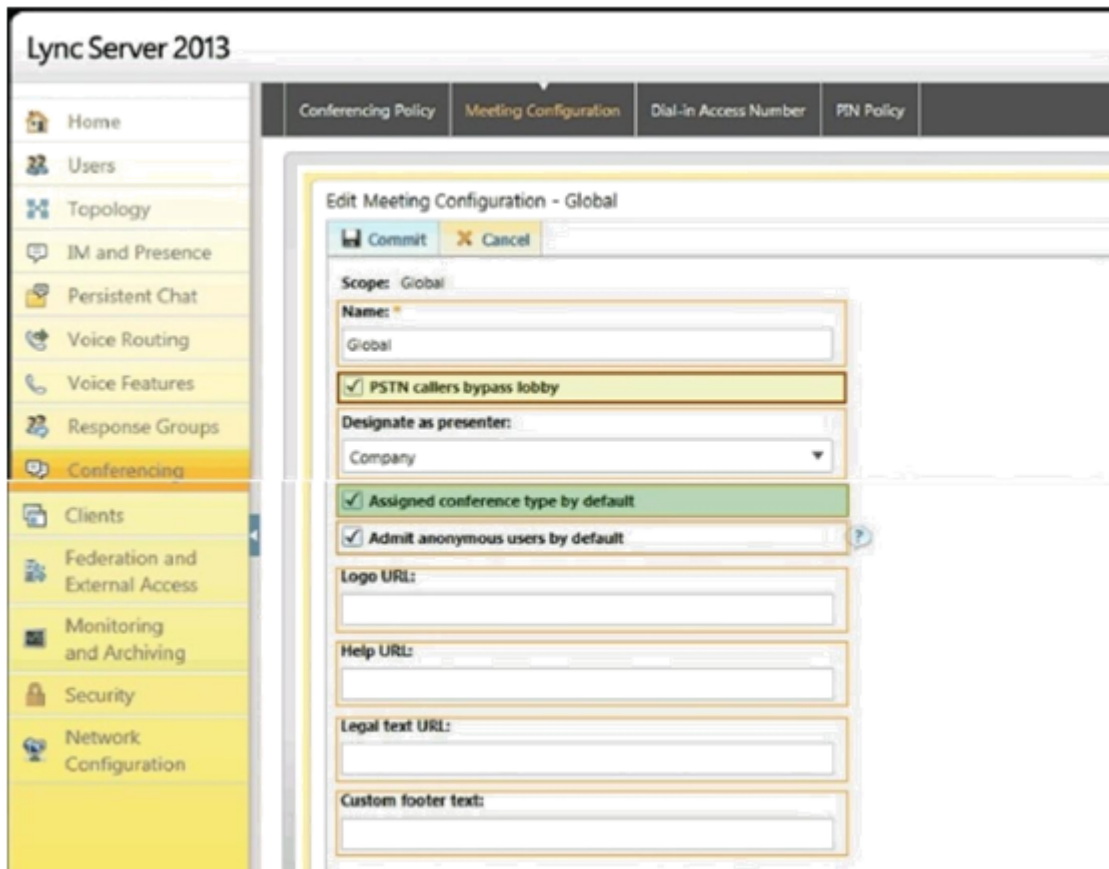 Lync Server 2013
Home
Users
Topology
IM and Presence
Persistent Chat
Voice Routing
Voice Features
Response Groups
Conferencing
Clients
Federation and
External Access
Monitoring
and Archiving
Security
Network
Configuration
Conferencing Policy
Meeting Configuration
Dial-in Access Number
PIN Policy
Edit Meeting Configuration - Global
Commit
Cancel
Scope: Global
Name: *
Global
PSTN callers bypass lobby
Designate as presenter:
Company
Assigned conference type by default
Admit anonymous users by default
?
Logo URL:
Help URL:
Legal text URL:
Custom footer text: